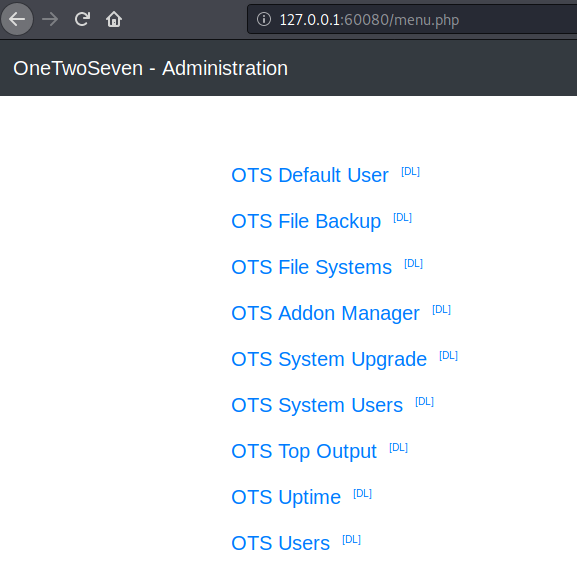 127.0.0.1:60080/menu.php
OneTwoSeven - Administration
OTS Default User [DL]
OTS File Backup [DL]
OTS File Systems [DL]
OTS Addon Manager [DL]
OTS System Upgrade [DL]
OTS System Users [DL]
OTS Top Output [DL]
OTS Uptime [DL]
OTS Users [DL]